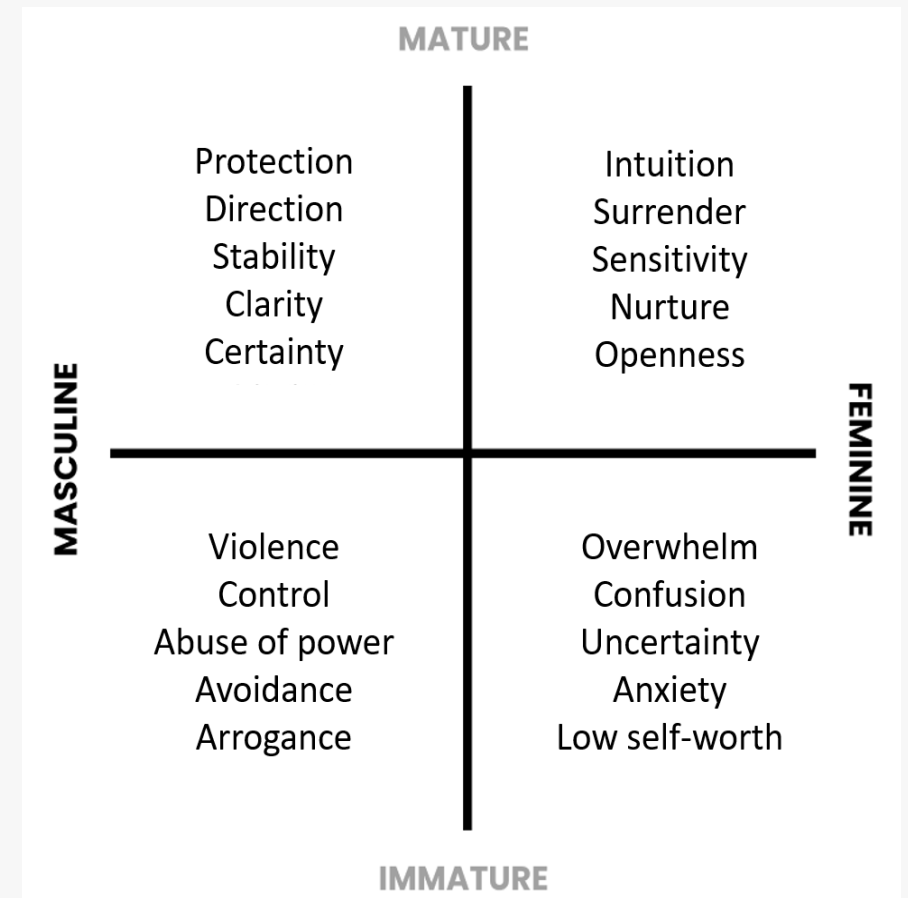 MATURE
Protection
Direction
Stability
Clarity
Certainty
Intuition
Surrender
Sensitivity
Nurture
Openness
MASCULINE
FEMININE
Violence
Control
Abuse of power
Avoidance
Arrogance
Overwhelm
Confusion
Uncertainty
Anxiety
Low self-worth
IMMATURE